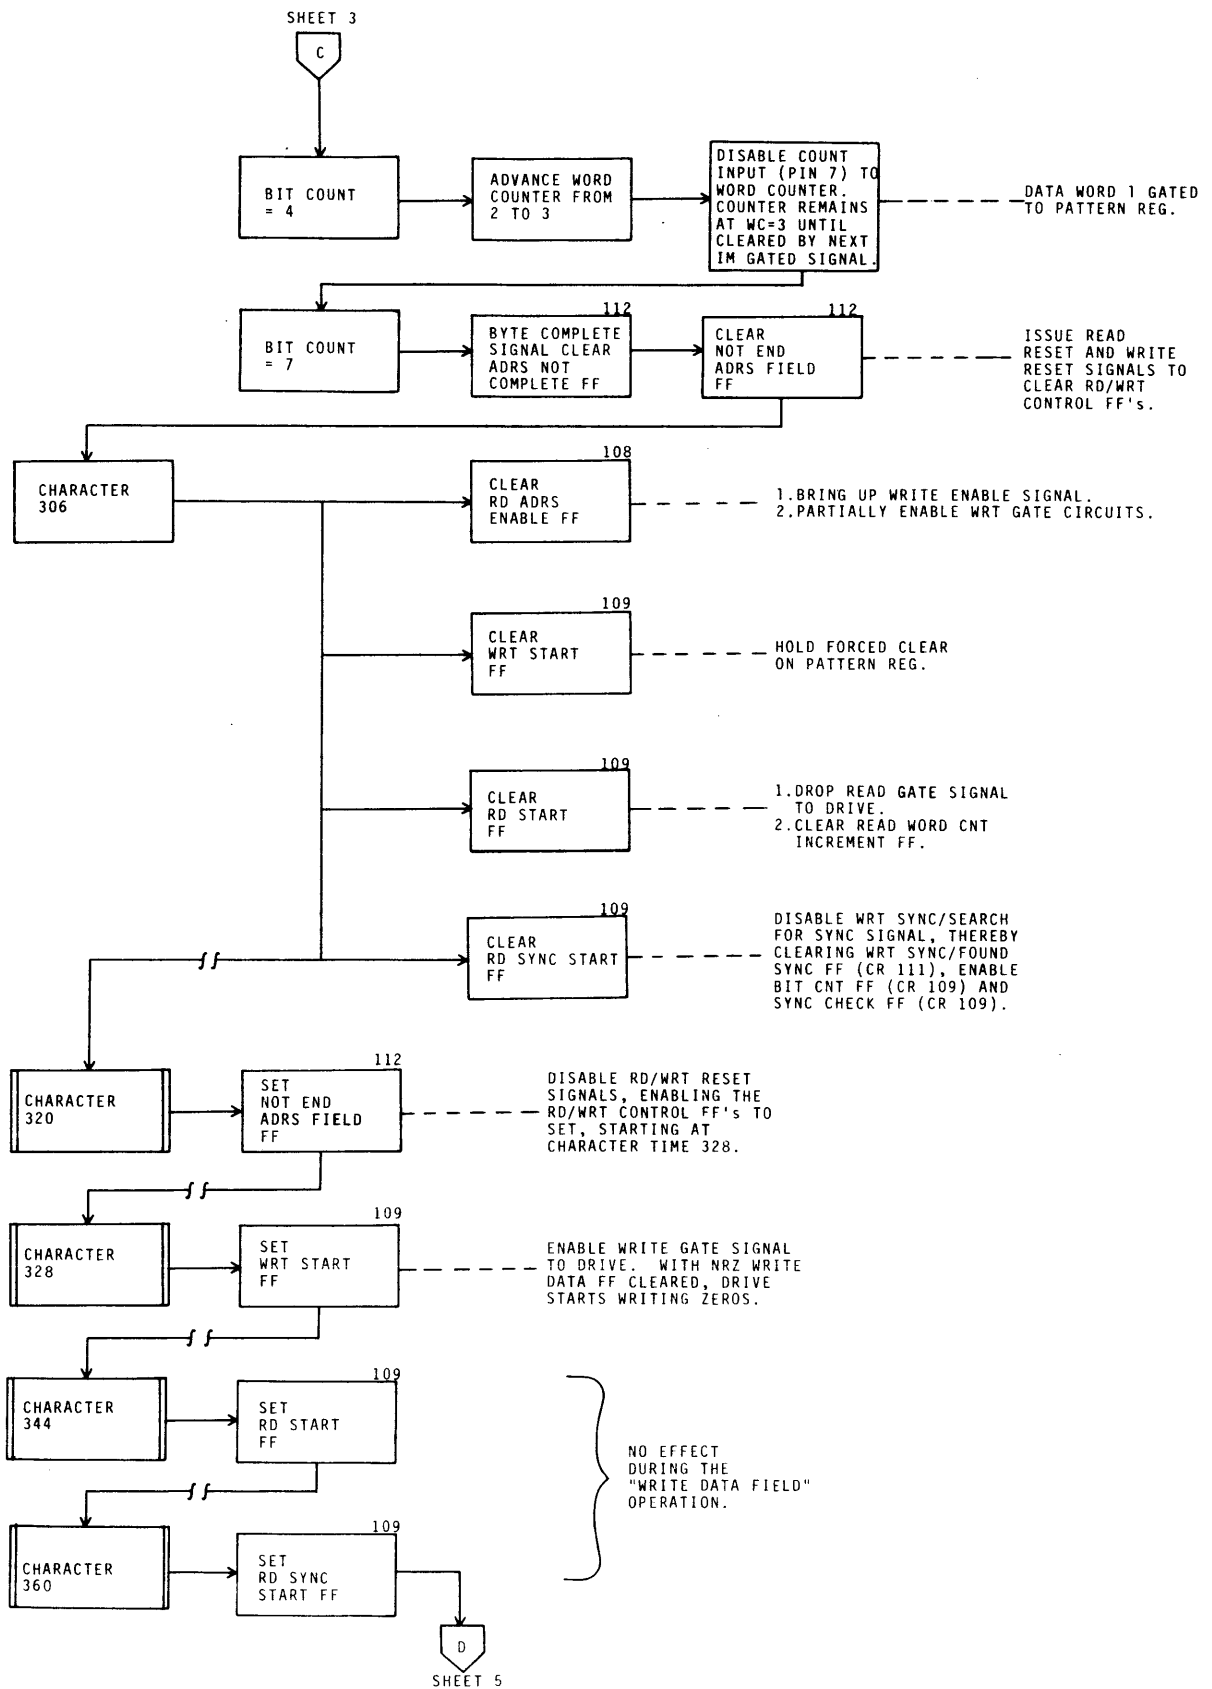 SHEET 3
C
BIT COUNT
= 4
ADVANCE WORD
COUNTER FROM
2 TO 3
DISABLE COUNT
INPUT (PIN 7) TO
WORD COUNTER.
COUNTER REMAINS
AT WC=3 UNTIL
CLEARED BY NEXT
IM GATED SIGNAL.
DATA WORD 1 GATED
TO PATTERN REG.
BIT COUNT
= 7
112
BYTE COMPLETE
SIGNAL CLEAR
ADRS NOT
COMPLETE FF
112
CLEAR
NOT END
ADRS FIELD
FF
ISSUE READ
RESET AND WRITE
RESET SIGNALS TO
CLEAR RD/WRT
CONTROL FF's.
CHARACTER
306
108
CLEAR
RD ADRS
ENABLE FF
1.BRING UP WRITE ENABLE SIGNAL.
2.PARTIALLY ENABLE WRT GATE CIRCUITS.
109
CLEAR
WRT START
FF
HOLD FORCED CLEAR
ON PATTERN REG.
109
CLEAR
RD START
FF
1.DROP READ GATE SIGNAL
TO DRIVE.
2.CLEAR READ WORD CNT
INCREMENT FF.
109
CLEAR
RD SYNC START
FF
DISABLE WRT SYNC/SEARCH
FOR SYNC SIGNAL, THEREBY
CLEARING WRT SYNC/FOUND
SYNC FF (CR 111), ENABLE
BIT CNT FF (CR 109) AND
SYNC CHECK FF (CR 109).
CHARACTER
320
112
SET
NOT END
ADRS FIELD
FF
DISABLE RD/WRT RESET
SIGNALS, ENABLING THE
RD/WRT CONTROL FF's TO
SET, STARTING AT
CHARACTER TIME 328.
CHARACTER
328
109
SET
WRT START
FF
ENABLE WRITE GATE SIGNAL
TO DRIVE. WITH NRZ WRITE
DATA FF CLEARED, DRIVE
STARTS WRITING ZEROS.
CHARACTER
344
109
SET
RD START
FF
NO EFFECT
DURING THE
"WRITE DATA FIELD"
OPERATION.
CHARACTER
360
109
SET
RD SYNC
START FF
D
SHEET 5